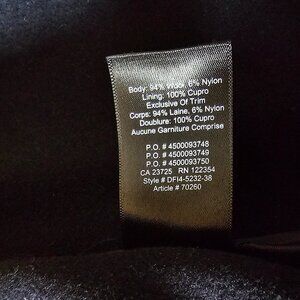 Body: 94% Wool, 6% Nylon
Lining: 100% Cupro
Exclusive Of Trim
Corps: 94% Laine, 6% Nylon
Doublure: 100% Cupro
Aucune Garniture Comprise
P.O. # 4500093748
P.O. # 4500093749
P.O. # 4500093750
CA 23725 RN 122354
Style # DFI4-5232-38
Article # 70260